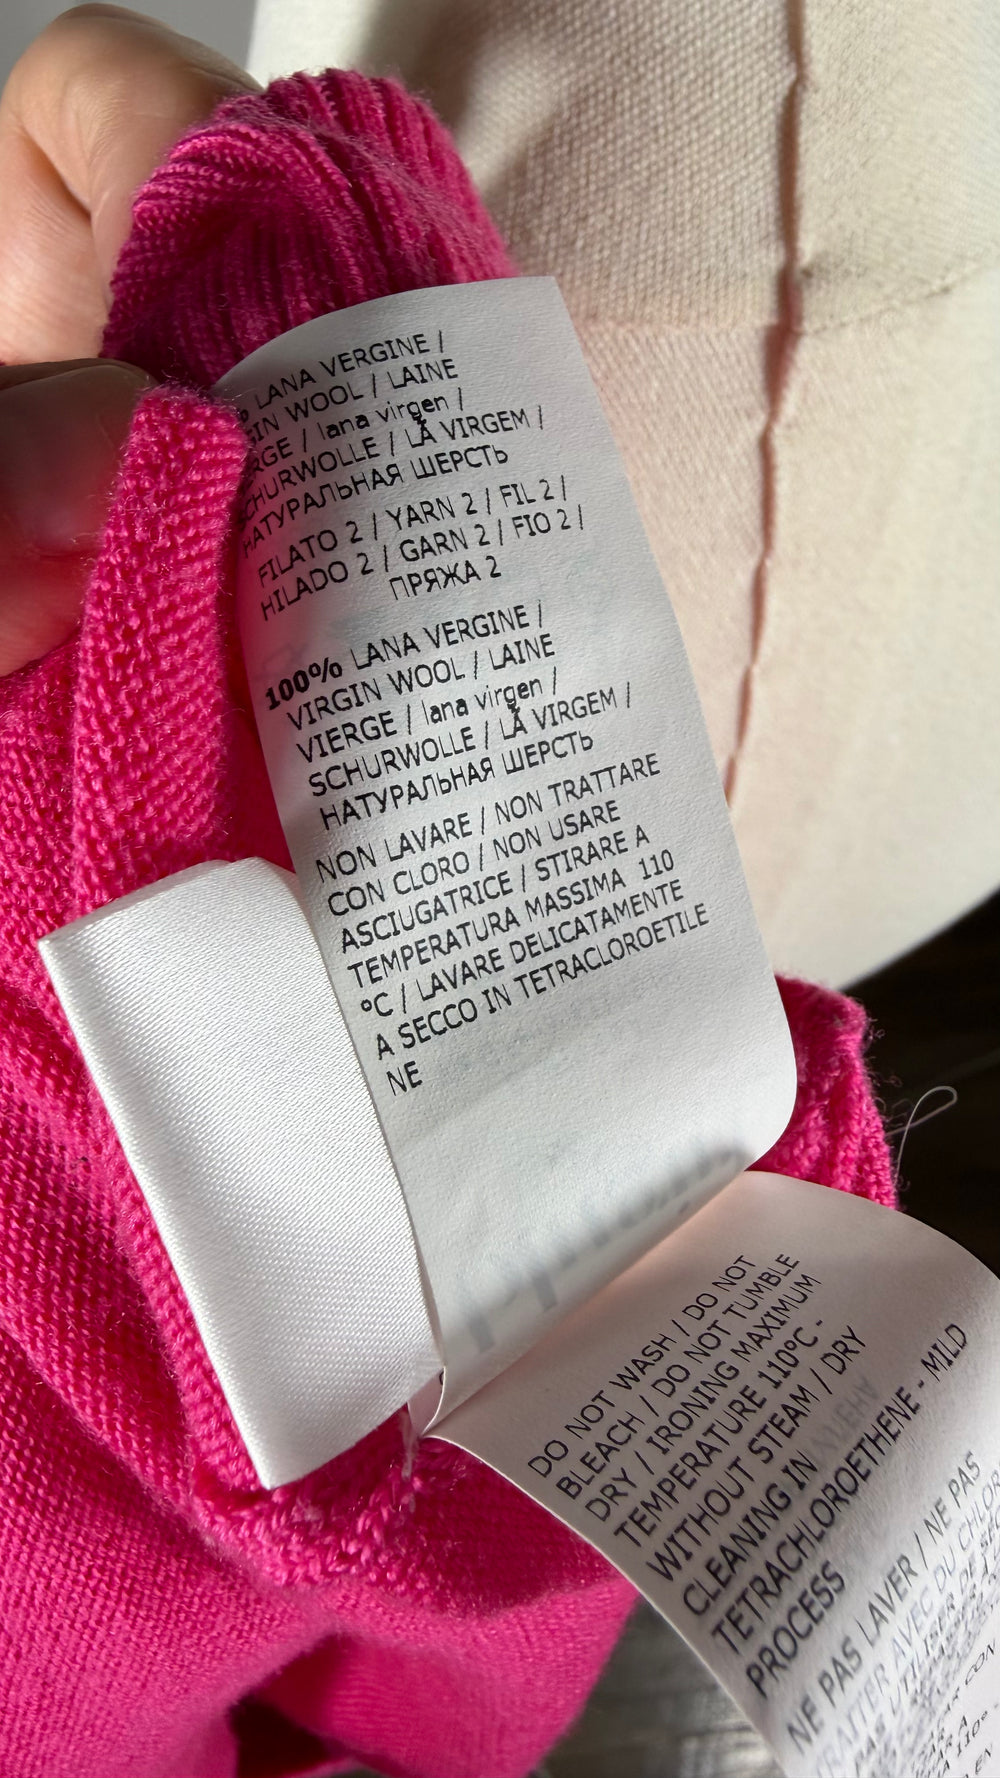 LANA VERGINE /
WOOL / LAINE
/ lana virgen /
SCHURWOLLE / LÃ VIRGEM /
НАТУРАЛЬНАЯ ШЕРСТЬ
FILATO 2 / YARN 2 / FIL 2 /
HILADO 2 / GARN 2 / FIO 2 /
ПРЯЖА 2
100% LANA VERGINE /
VIRGIN WOOL / LAINE
VIERGE / lana virgen /
SCHURWOLLE / LÃ VIRGEM /
НАТУРАЛЬНАЯ ШЕРСТЬ
NON LAVARE / NON TRATTARE
CON CLORO / NON USARE
ASCIUGATRICE / STIRARE A
TEMPERATURA MASSIMA 110
°C / LAVARE DELICATAMENTE
A SECCO IN TETRACLOROETILE
NE
DO NOT WASH / DO NOT
BLEACH / DO NOT TUMBLE
DRY / IRONING MAXIMUM
TEMPERATURE 110°C -
WITHOUT STEAM / DRY
CLEANING IN
TETRACHLOROETHENE - MILD
PROCESS
NE PAS LAVER / NE PAS
AVEC DU